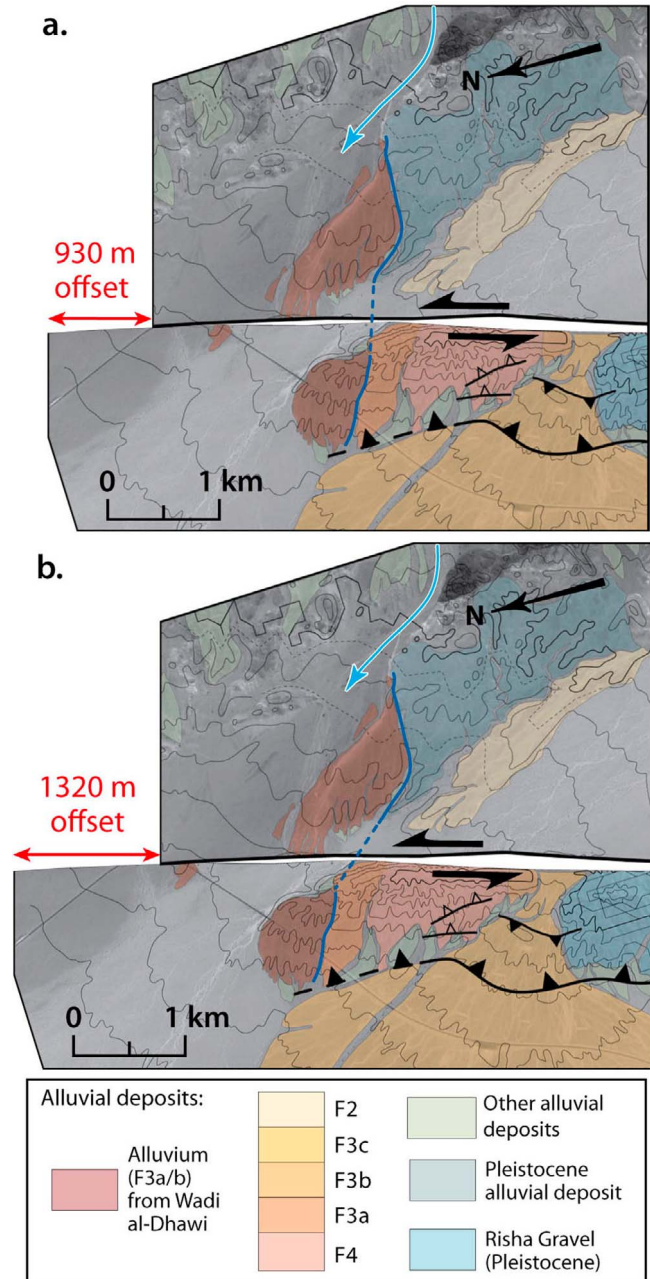 a.
N
930 m
offset
0
1 km
b.
N
1320 m
offset
0
1 km
Alluvial deposits:
Alluvium
(F3a/b)
from Wadi
al-Dhawi
F2
F3c
F3b
F3a
F4
Other alluvial
deposits
Pleistocene
alluvial deposit
Risha Gravel
(Pleistocene)